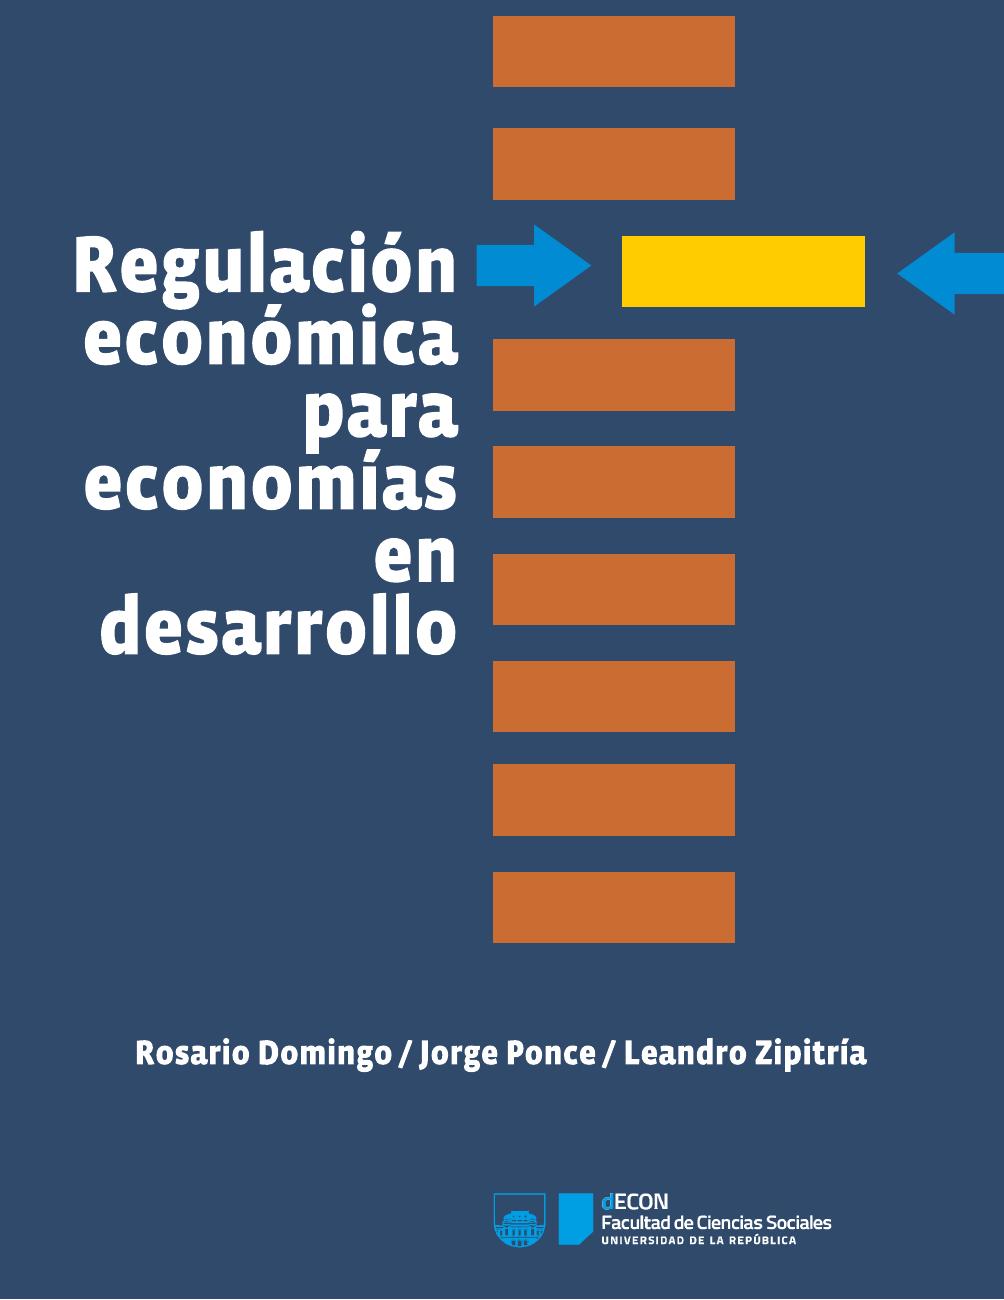 Regulación
económica
para
economías
en
desarrollo
Rosario Domingo / Jorge Ponce / Leandro Zipitría
dECON
Facultad de Ciencias Sociales
UNIVERSIDAD DE LA REPÚBLICA